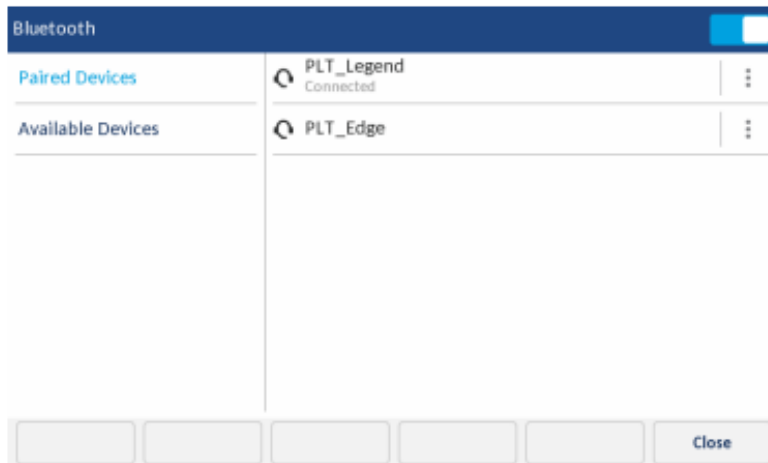 Bluetooth
Paired Devices
PLT_Legend
Connected
Available Devices
PLT_Edge
Close